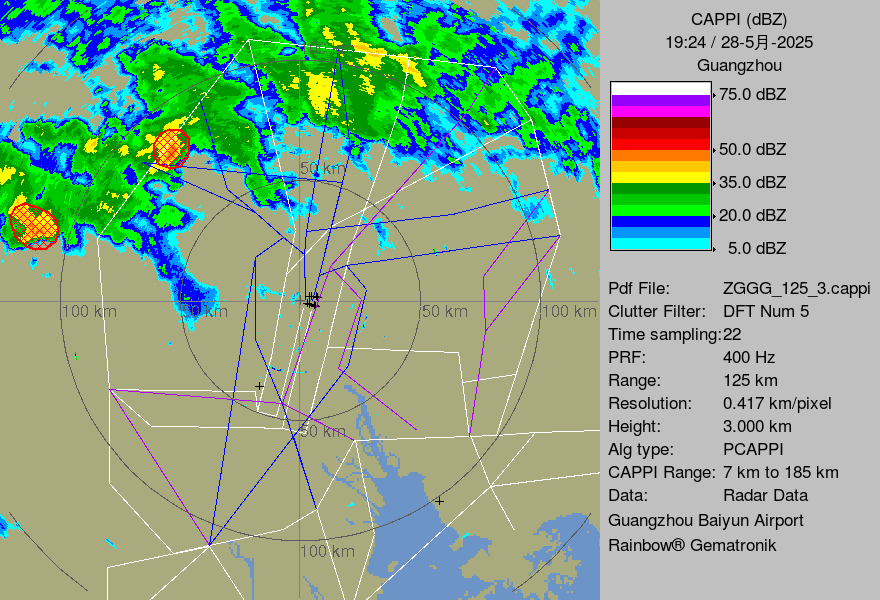 CAPPI (dBZ)
19:24 / 28-5月-2025
Guangzhou
75.0 dBZ
50.0 dBZ
35.0 dBZ
20.0 dBZ
5.0 dBZ
Pdf File: ZGGG_125_3.cappi
Clutter Filter: DFT Num 5
Time sampling:22
PRF: 400 Hz
Range: 125 km
Resolution: 0.417 km/pixel
Height: 3.000 km
Alg type: PCAPPI
CAPPI Range: 7 km to 185 km
Data: Radar Data
Guangzhou Baiyun Airport
Rainbow® Gematronik
50 km
100 km 50 km 50 km 100 km
50 km
100 km